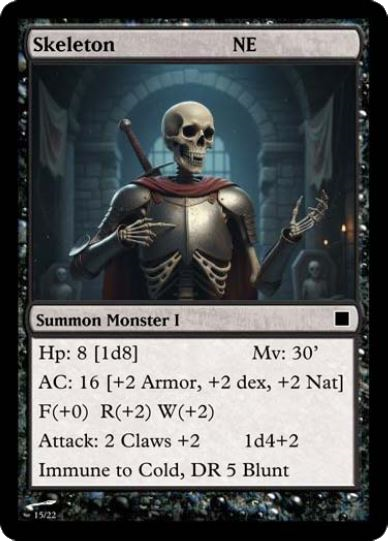 Skeleton NE
Summon Monster I
Hp: 8 [1d8] Mv: 30’
AC: 16 [+2 Armor, +2 dex, +2 Nat]
F(+0) R(+2) W(+2)
Attack: 2 Claws +2 1d4+2
Immune to Cold, DR 5 Blunt
15/22